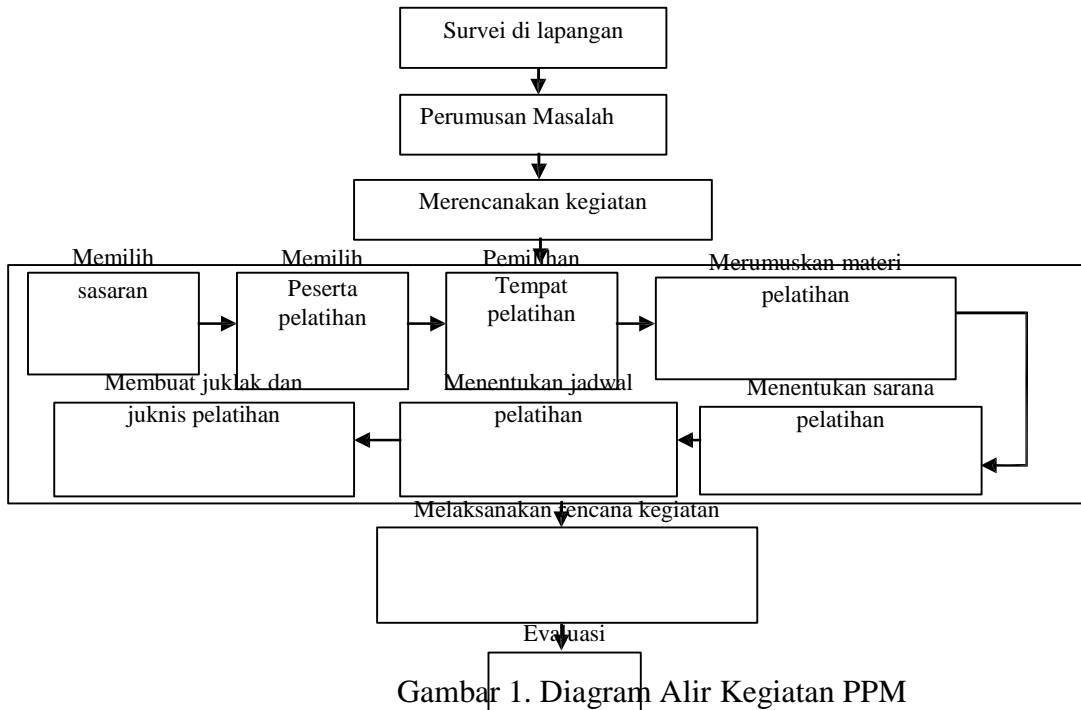 Survei di lapangan
Perumusan Masalah
Merencanakan kegiatan
Memilih
sasaran
Memilih
Peserta
pelatihan
Pemilihan
Tempat
pelatihan
Merumuskan materi
pelatihan
Menentukan sarana
pelatihan
Menentukan jadwal
pelatihan
Membuat juklak dan
juknis pelatihan
Melaksanakan rencana kegiatan
Evaluasi
Gambar 1. Diagram Alir Kegiatan PPM